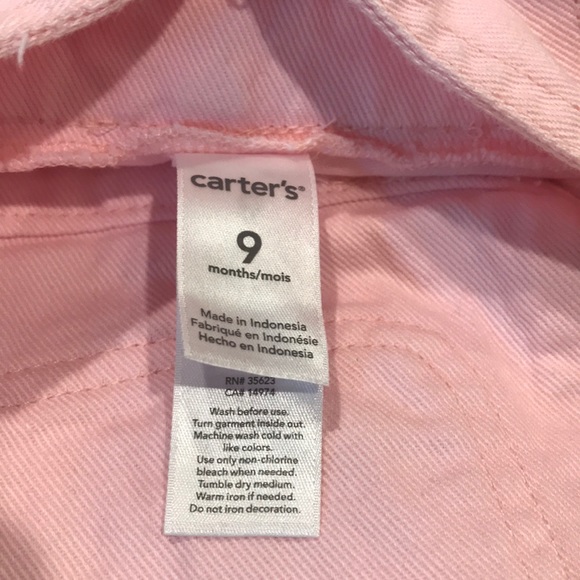 carter's®
9
months/mois
Made in Indonesia
Fabriqué en Indonésie
Hecho en Indonesia
RN# 35623
CA# 14974
Wash before use.
Turn garment inside out.
Machine wash cold with
like colors.
Use only non-chlorine
bleach when needed.
Tumble dry medium.
Warm iron if needed.
Do not iron decoration.